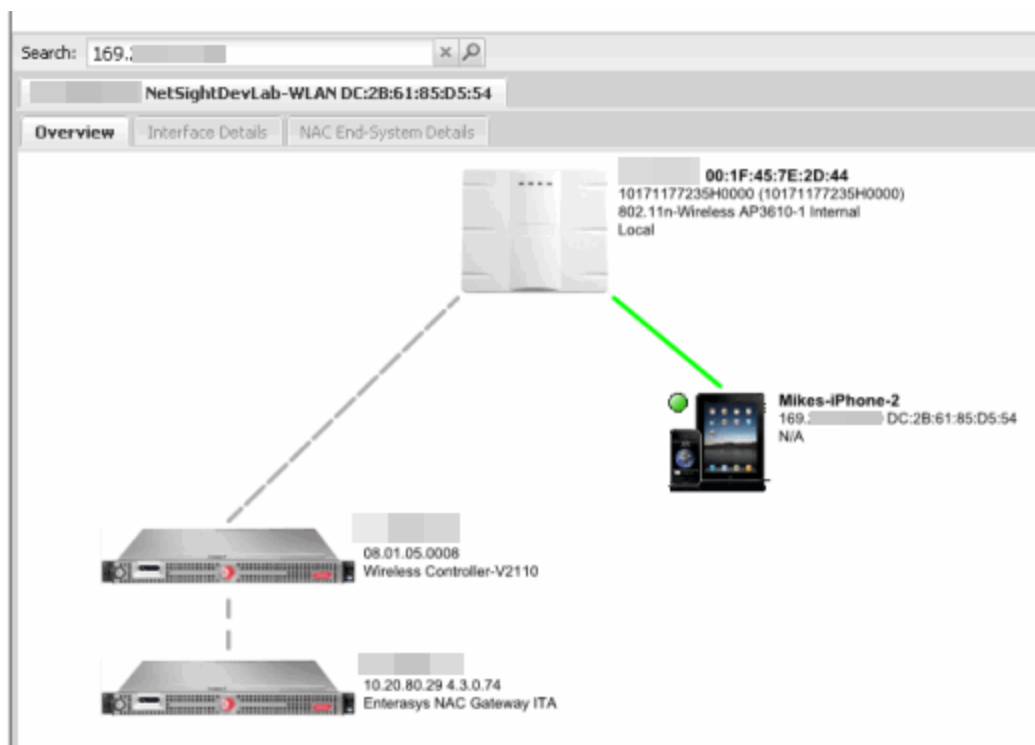 Search: 169.
NetSightDevLab-WLAN DC:2B:61:85:D5:54
Overview Interface Details NAC End-System Details
00:1F:45:7E:2D:44
10171177235H0000 (10171177235H0000)
802.11n-Wireless AP3610-1 Internal
Local
Mikes-iPhone-2
169. DC:2B:61:85:D5:54
N/A
08.01.05.0008
Wireless Controller-V2110
10.20.80.29 4.3.0.74
Enterasys NAC Gateway ITA